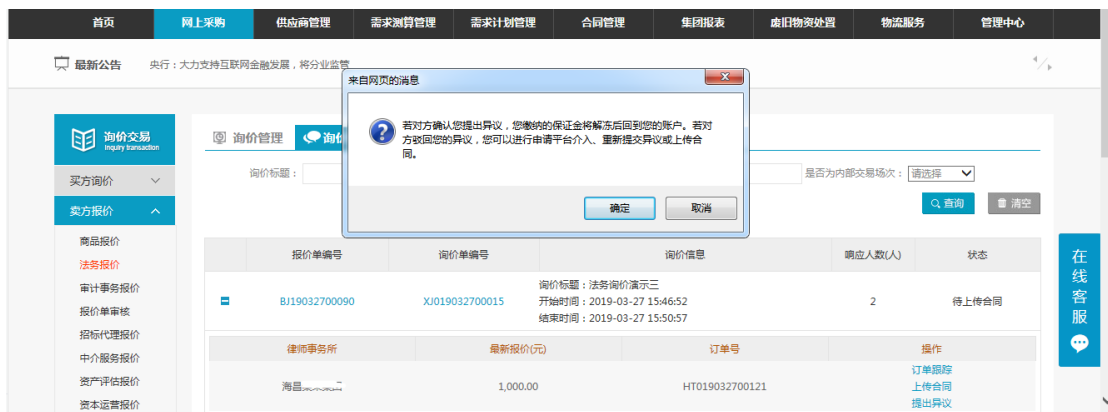 首页 网上采购 供应商管理 需求测算管理 需求计划管理 合同管理 集团报表 废旧物资处置 物流服务 管理中心
最新公告 央行：大力支持互联网金融发展，将分业监管
来自网页的消息
若对方确认您提出异议，您缴纳的保证金将解冻后回到您的账户。若对
方驳回您的异议，您可以进行申请平台介入、重新提交异议或上传合
同。
确定 取消
询价交易
Inquiry transaction
询价管理 询价
询价标题： 是否为内部交易场次： 请选择
买方询价
查询 清空
卖方报价
商品报价
法务报价
审计事务报价
报价单审核
招标代理报价
中介服务报价
资产评估报价
资本运营报价
报价单编号 询价单编号 询价信息 响应人数(人) 状态
询价标题：法务询价演示三
BJ19032700090 XJ019032700015 开始时间：2019-03-27 15:46:52 2 待上传合同
结束时间：2019-03-27 15:50:57
律师事务所 最新报价(元) 订单号 操作
订单跟踪
海昌 1,000.00 HT019032700121 上传合同
提出异议
在线客服